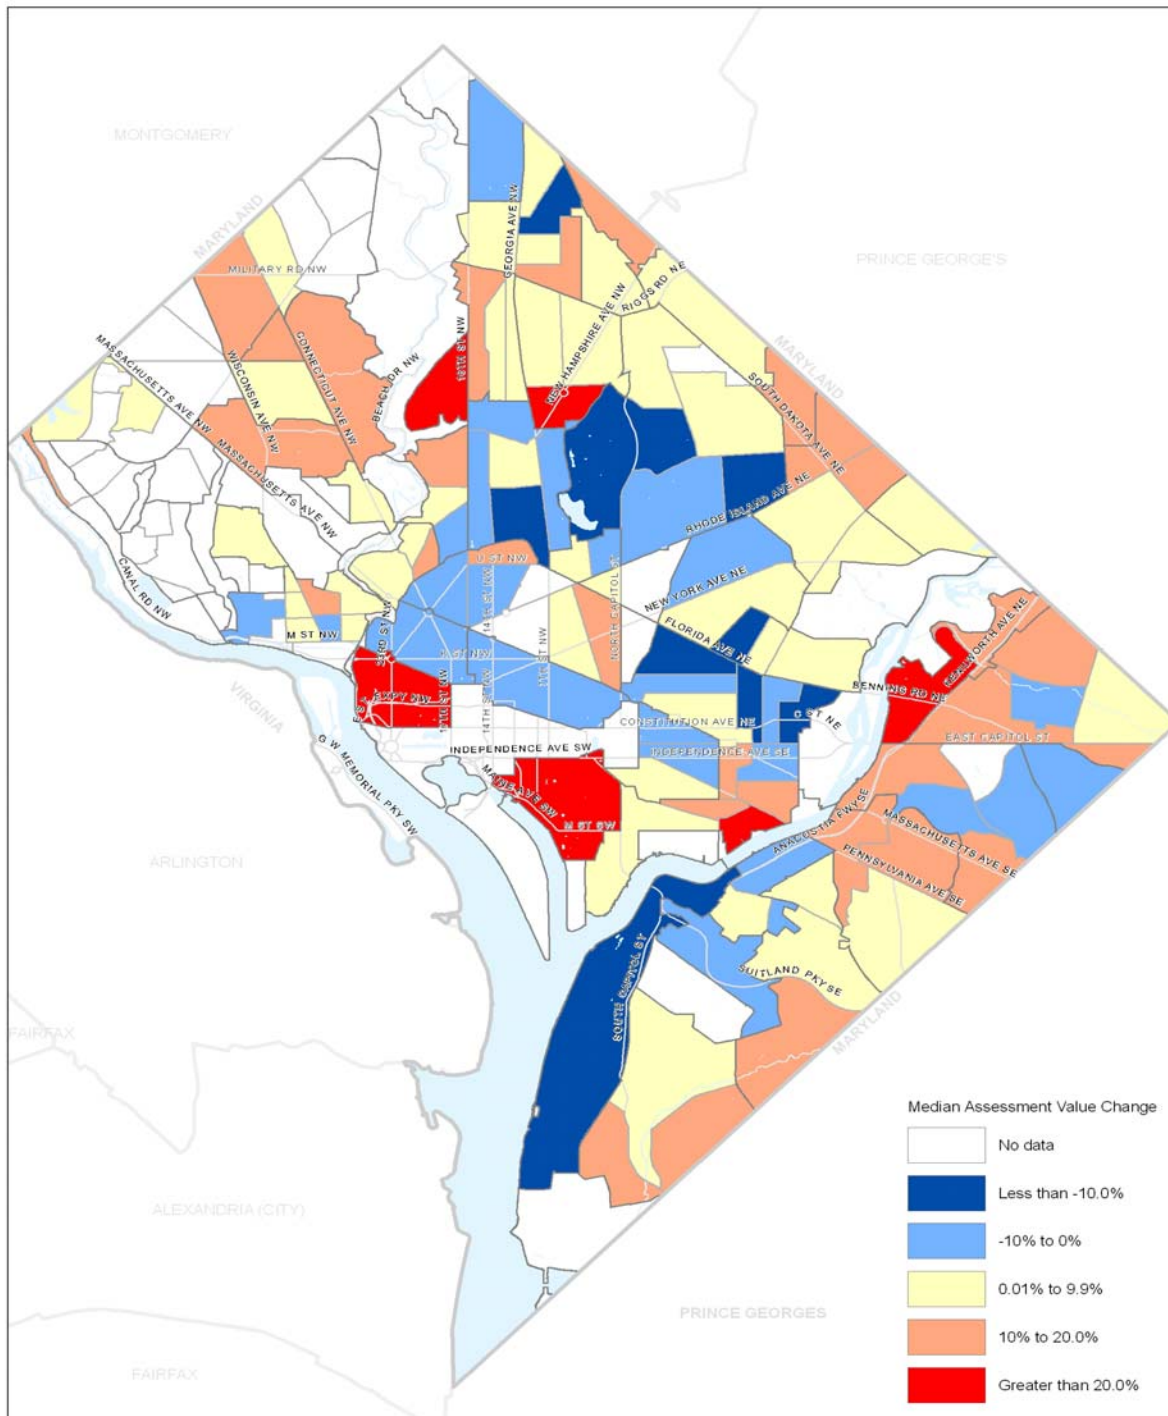 MONTGOMERY
MARYLAND
MILITARY RD NW
GEORGIA AVE NW
PRINCE GEORGE'S
RIGGS RD NE
NEW HAMPSHIRE AVE NW
16TH ST NW
MASSACHUSETTS AVE NW
WISCONSIN AVE NW
CONNECTICUT AVE NW
BEACH DR NW
MARYLAND
SOUTH DAKOTA AVE NE
MASSACHUSETTS AVE NW
RHODE ISLAND AVE NE
CANAL RD NW
U ST NW
14TH ST NW
NORTH CAPITOL ST
NEW YORK AVE NE
FLORIDA AVE NE
M ST NW
23RD ST NW
K ST NW
7TH ST NW
KENILWORTH AVE NE
BENNING RD NE
VIRGINIA
EXPY NW
17TH ST NW
14TH ST NW
CONSTITUTION AVE NE
C ST NE
EAST CAPITOL ST
INDEPENDENCE AVE SW
INDEPENDENCE AVE SE
G W MEMORIAL PKY SW
MAINE AVE SW
M ST SW
ANACOSTIA FWY SE
MASSACHUSETTS AVE SE
PENNSYLVANIA AVE SE
ARLINGTON
SOUTH CAPITOL ST
SUITLAND PKY SE
MARYLAND
FAIRFAX
ALEXANDRIA (CITY)
PRINCE GEORGES
FAIRFAX
Median Assessment Value Change
No data
Less than -10.0%
-10% to 0%
0.01% to 9.9%
10% to 20.0%
Greater than 20.0%